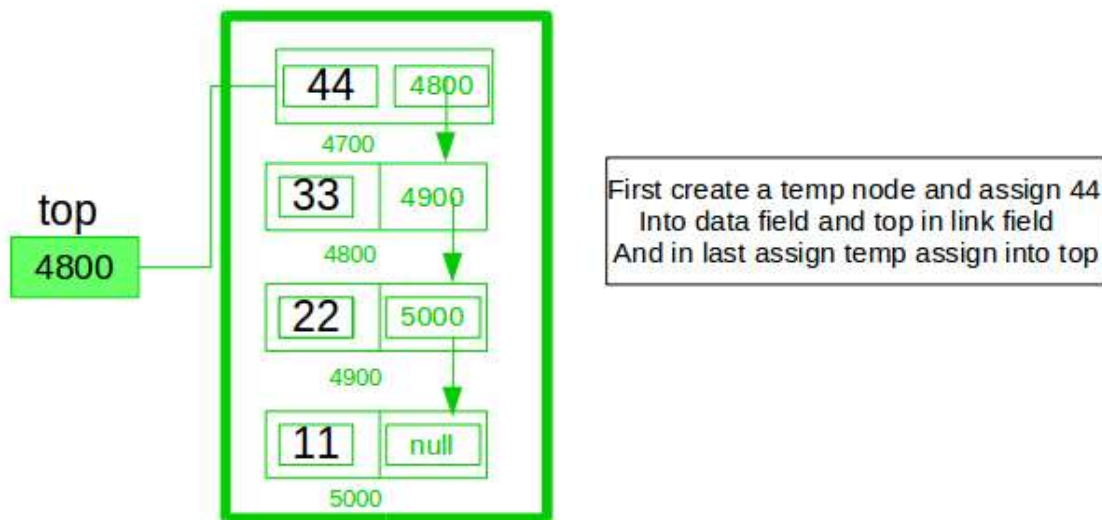 44 4800
4700
33 4900
top
4800
4800
22 5000
4900
11 null
5000
First create a temp node and assign 44
Into data field and top in link field
And in last assign temp assign into top